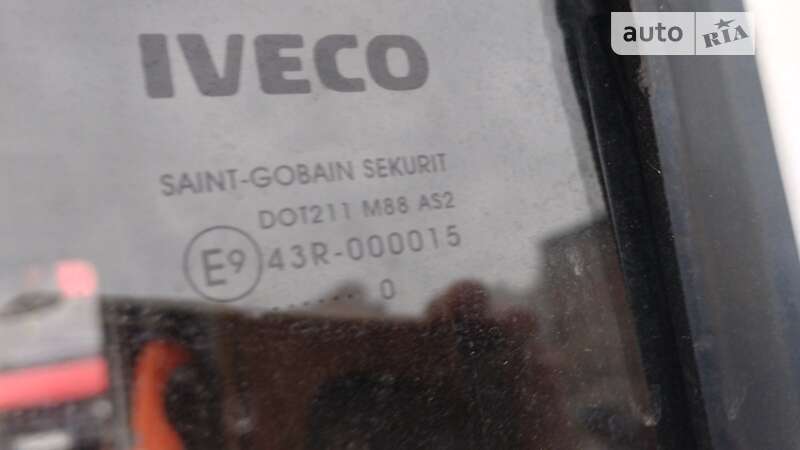 auto RIA
IVECO
SAINT-GOBAIN SEKURIT
DOT211 M88 AS2
E9 43R-000015
....... 0